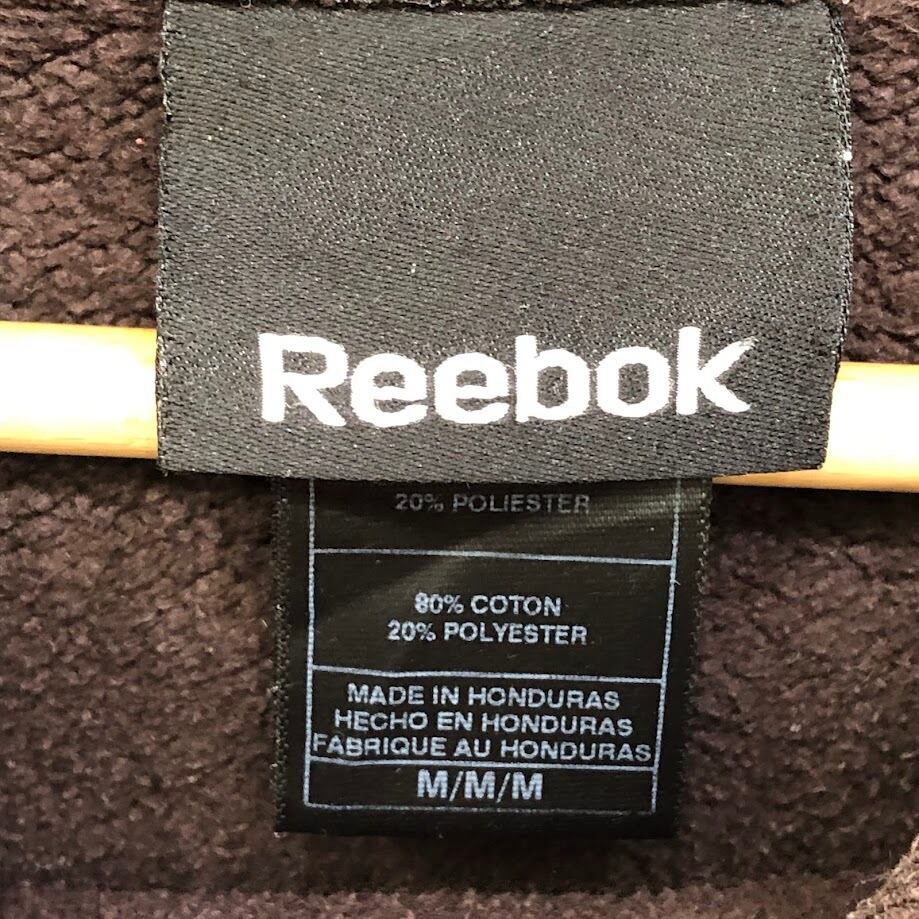 Reebok
20% POLIESTER
80% COTON
20% POLYESTER
MADE IN HONDURAS
HECHO EN HONDURAS
FABRIQUE AU HONDURAS
M/M/M